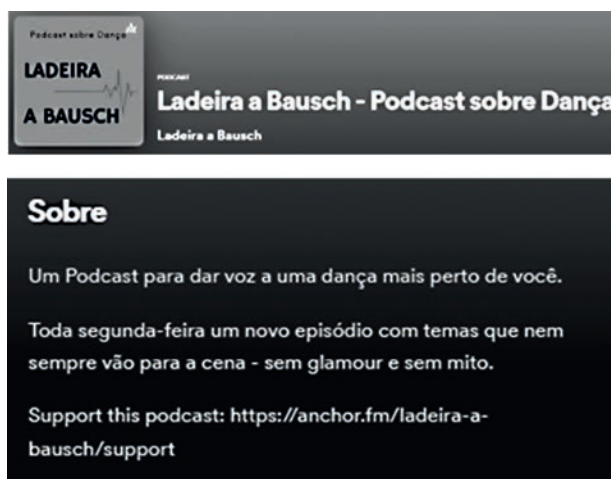 Podcast sobre Dança
LADEIRA
A BAUSCH
PODCAST
Ladeira a Bausch - Podcast sobre Dança
Ladeira a Bausch
Sobre
Um Podcast para dar voz a uma dança mais perto de você.
Toda segunda-feira um novo episódio com temas que nem
sempre vão para a cena - sem glamour e sem mito.
Support this podcast: https://anchor.fm/ladeira-a-
bausch/support